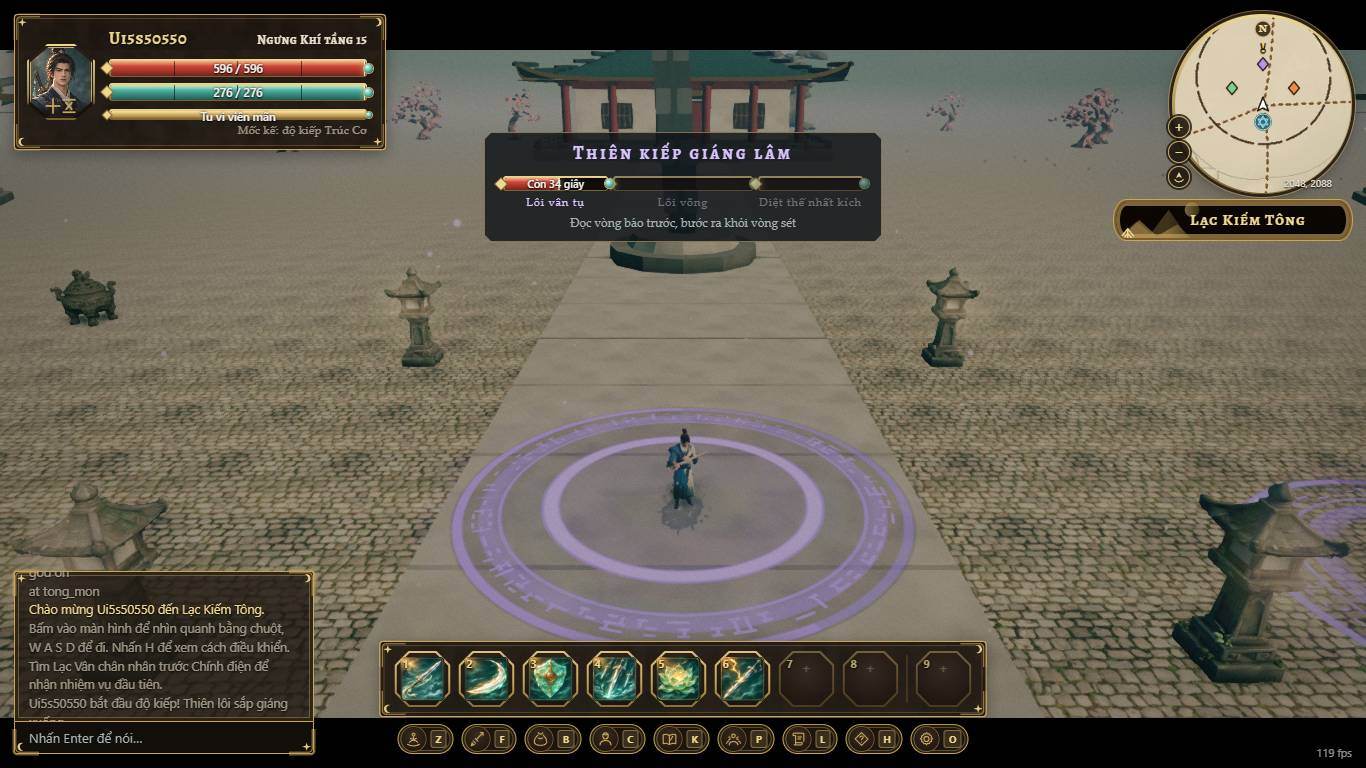 Ui5s50550
Ngưng Khí tầng 15
596 / 596
276 / 276
Tu vi viên mãn
Mốc kế: độ kiếp Trúc Cơ
Thiên kiếp giáng lâm
Còn 34 giây
Lôi vân tụ
Lôi võng
Diệt thế nhất kích
Đọc vòng báo trước, bước ra khỏi vòng sét
N
+
−
2048, 2088
Lạc Kiếm Tông
god on
at tong_mon
Chào mừng Ui5s50550 đến Lạc Kiếm Tông.
Bấm vào màn hình để nhìn quanh bằng chuột,
W A S D để đi. Nhấn H để xem cách điều khiển.
Tìm Lạc Vân chân nhân trước Chính điện để
nhận nhiệm vụ đầu tiên.
Ui5s50550 bắt đầu độ kiếp! Thiên lôi sắp giáng
xuống
Nhấn Enter để nói...
1 2 3 4 5 6 7 8 9
Z F B C K P L H O
119 fps